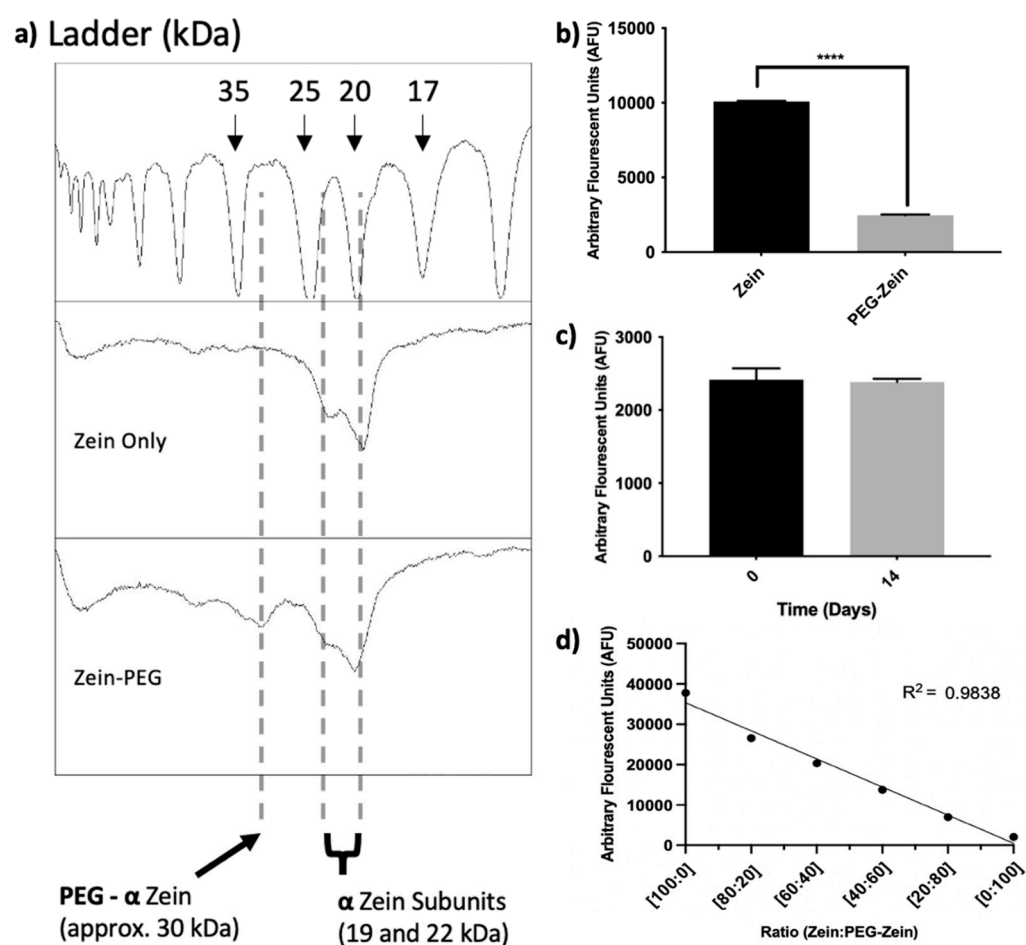 a) Ladder (kDa)
35 25 20 17
Zein Only
Zein-PEG
PEG - α Zein
(approx. 30 kDa)
α Zein Subunits
(19 and 22 kDa)
b)
Arbitrary Flourescent Units (AFU)
15000
10000
5000
0
****
Zein
PEG-Zein
c)
Arbitrary Flourescent Units (AFU)
3000
2000
1000
0
0
14
Time (Days)
d)
Arbitrary Flourescent Units (AFU)
50000
40000
30000
20000
10000
0
R² = 0.9838
[100:0]
[80:20]
[60:40]
[40:60]
[20:80]
[0:100]
Ratio (Zein:PEG-Zein)